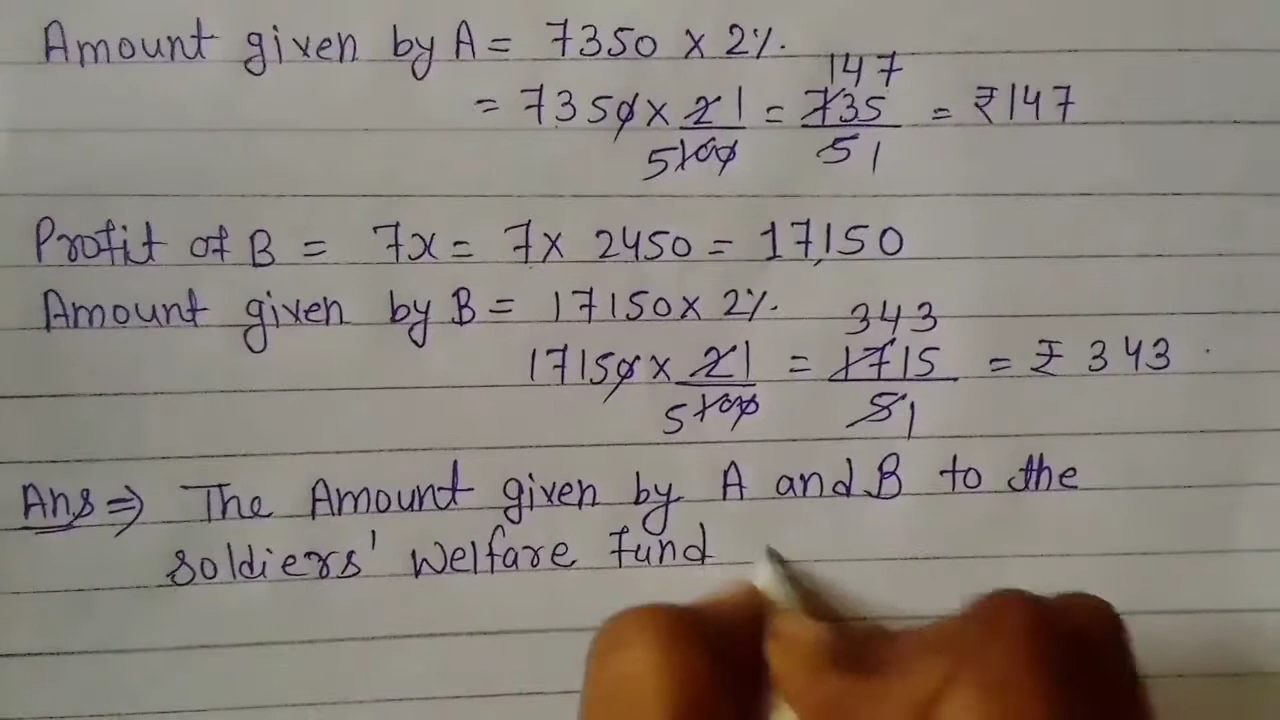 Amount given by A = 7350 x 2%.
147
= 7350 x 21 = 735 = ₹147
5100 51
Profit of B = 7x = 7x 2450 = 17,150
Amount given by B = 17150 x 2%.
343
17150 x 21 = 1715 = ₹ 343
5100 51
Ans ⇒ The Amount given by A and B to the
soldiers' Welfare fund